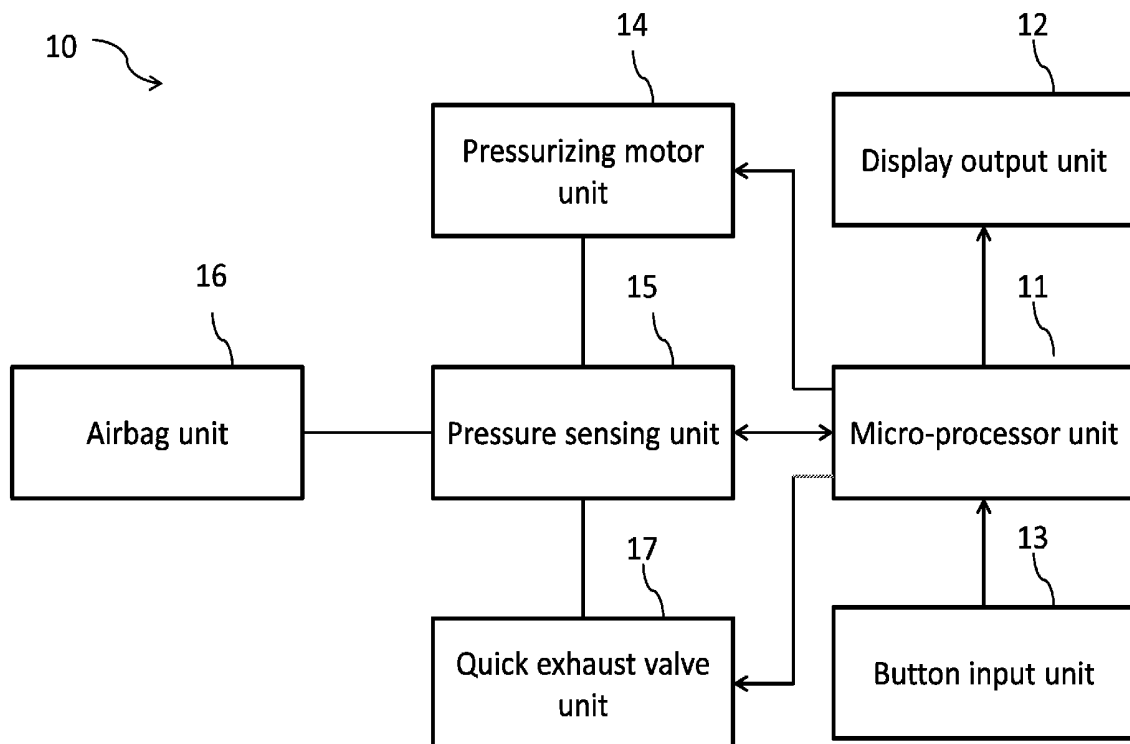 10
14
12
Pressurizing motor
unit
Display output unit
16
15
11
Airbag unit
Pressure sensing unit
Micro-processor unit
17
13
Quick exhaust valve
unit
Button input unit